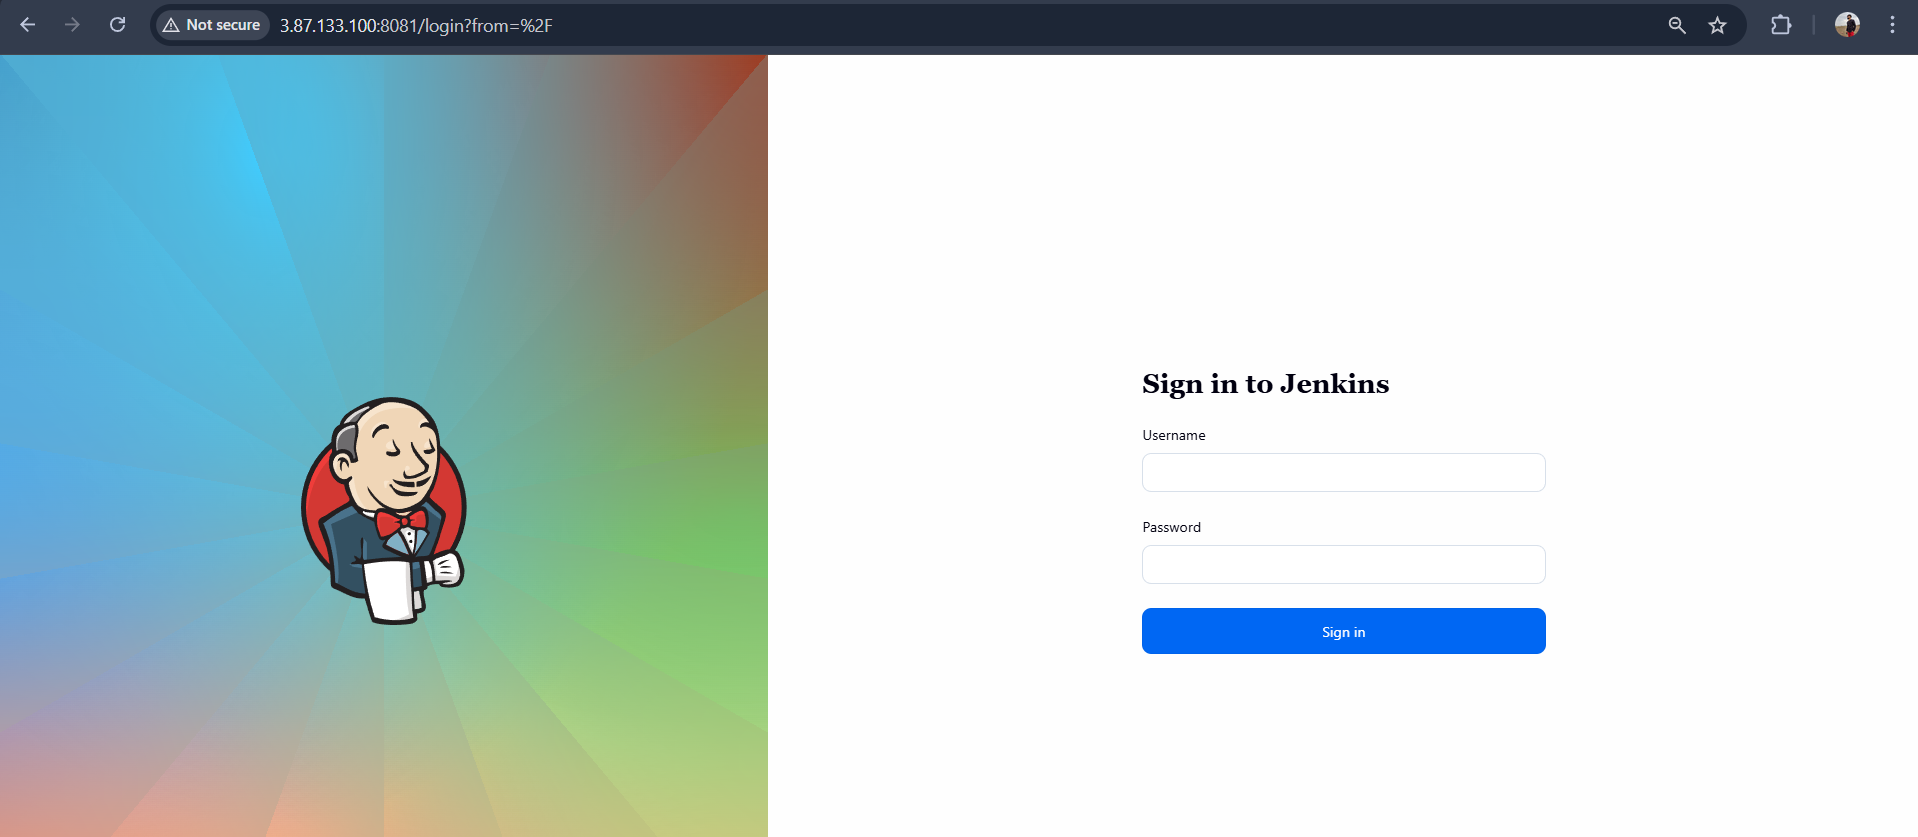 Not secure
3.87.133.100:8081/login?from=%2F
Sign in to Jenkins
Username
Password
Sign in